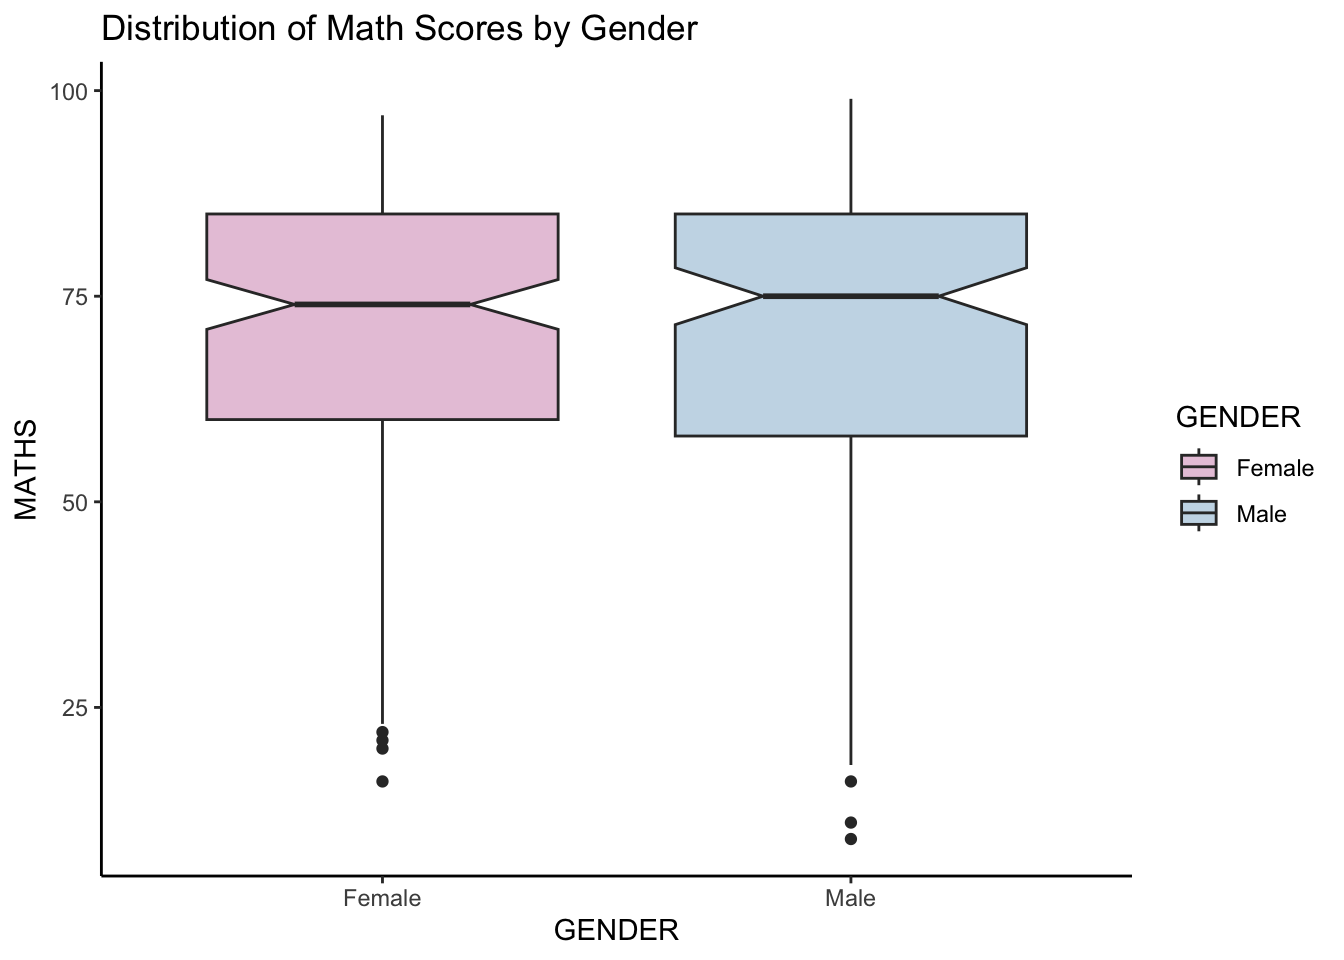 Distribution of Math Scores by Gender
100
75
50
25
MATHS
Female
Male
GENDER
GENDER
Female
Male